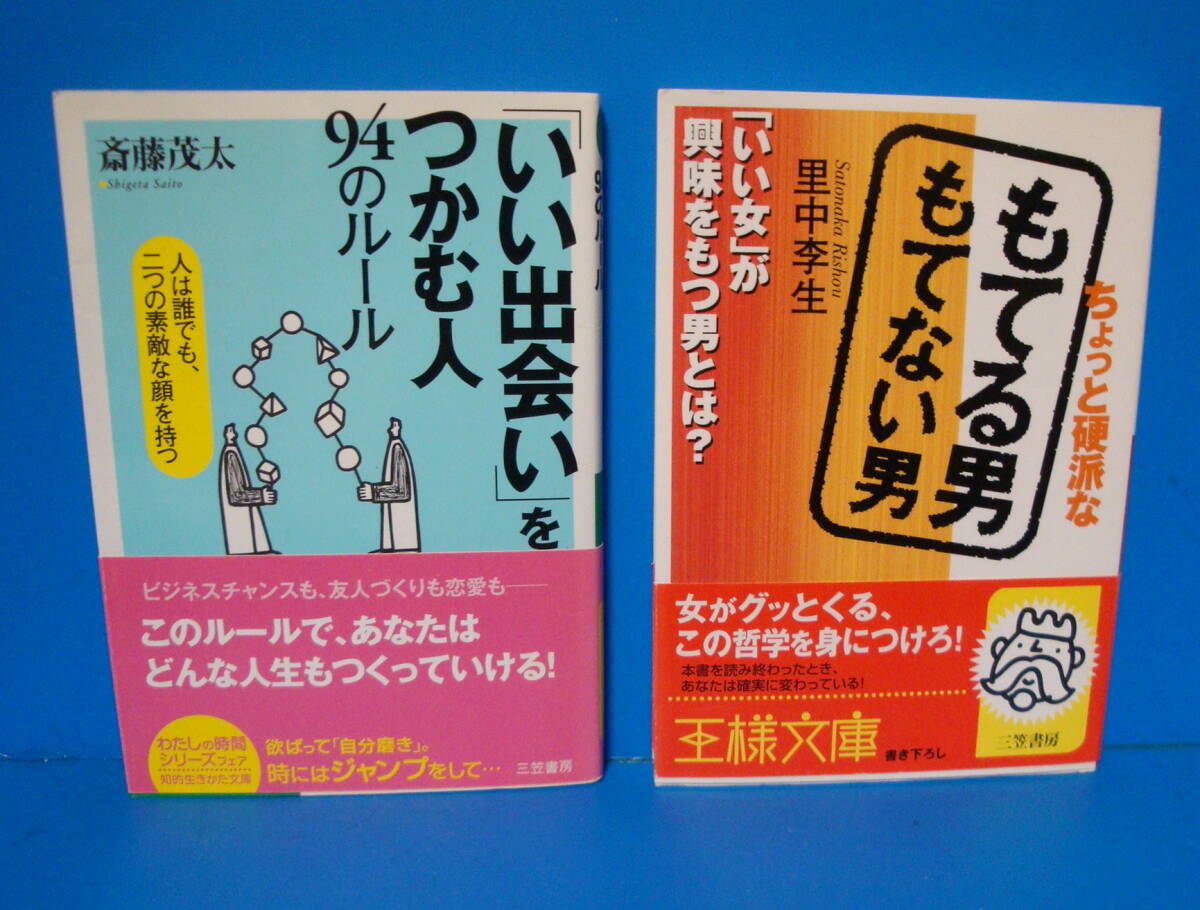 「いい出会い」を
つかむ人
94のルール
斎藤茂太
Shigeta Saito
人は誰でも、
二つの素敵な顔を持つ
ビジネスチャンスも、友人づくりも恋愛も——
このルールで、あなたは
どんな人生もつくっていける!
わたしの時間
シリーズフェア
知的生きかた文庫
欲ばって「自分磨き」。
時にはジャンプをして…
三笠書房
ちょっと硬派な
もてる男
もてない男
里中李生
Satonaka Rishou
「いい女」が
興味をもつ男とは?
女がグッとくる、
この哲学を身につけろ!
本書を読み終わったとき、
あなたは確実に変わっている!
王様文庫
書き下ろし
三笠書房